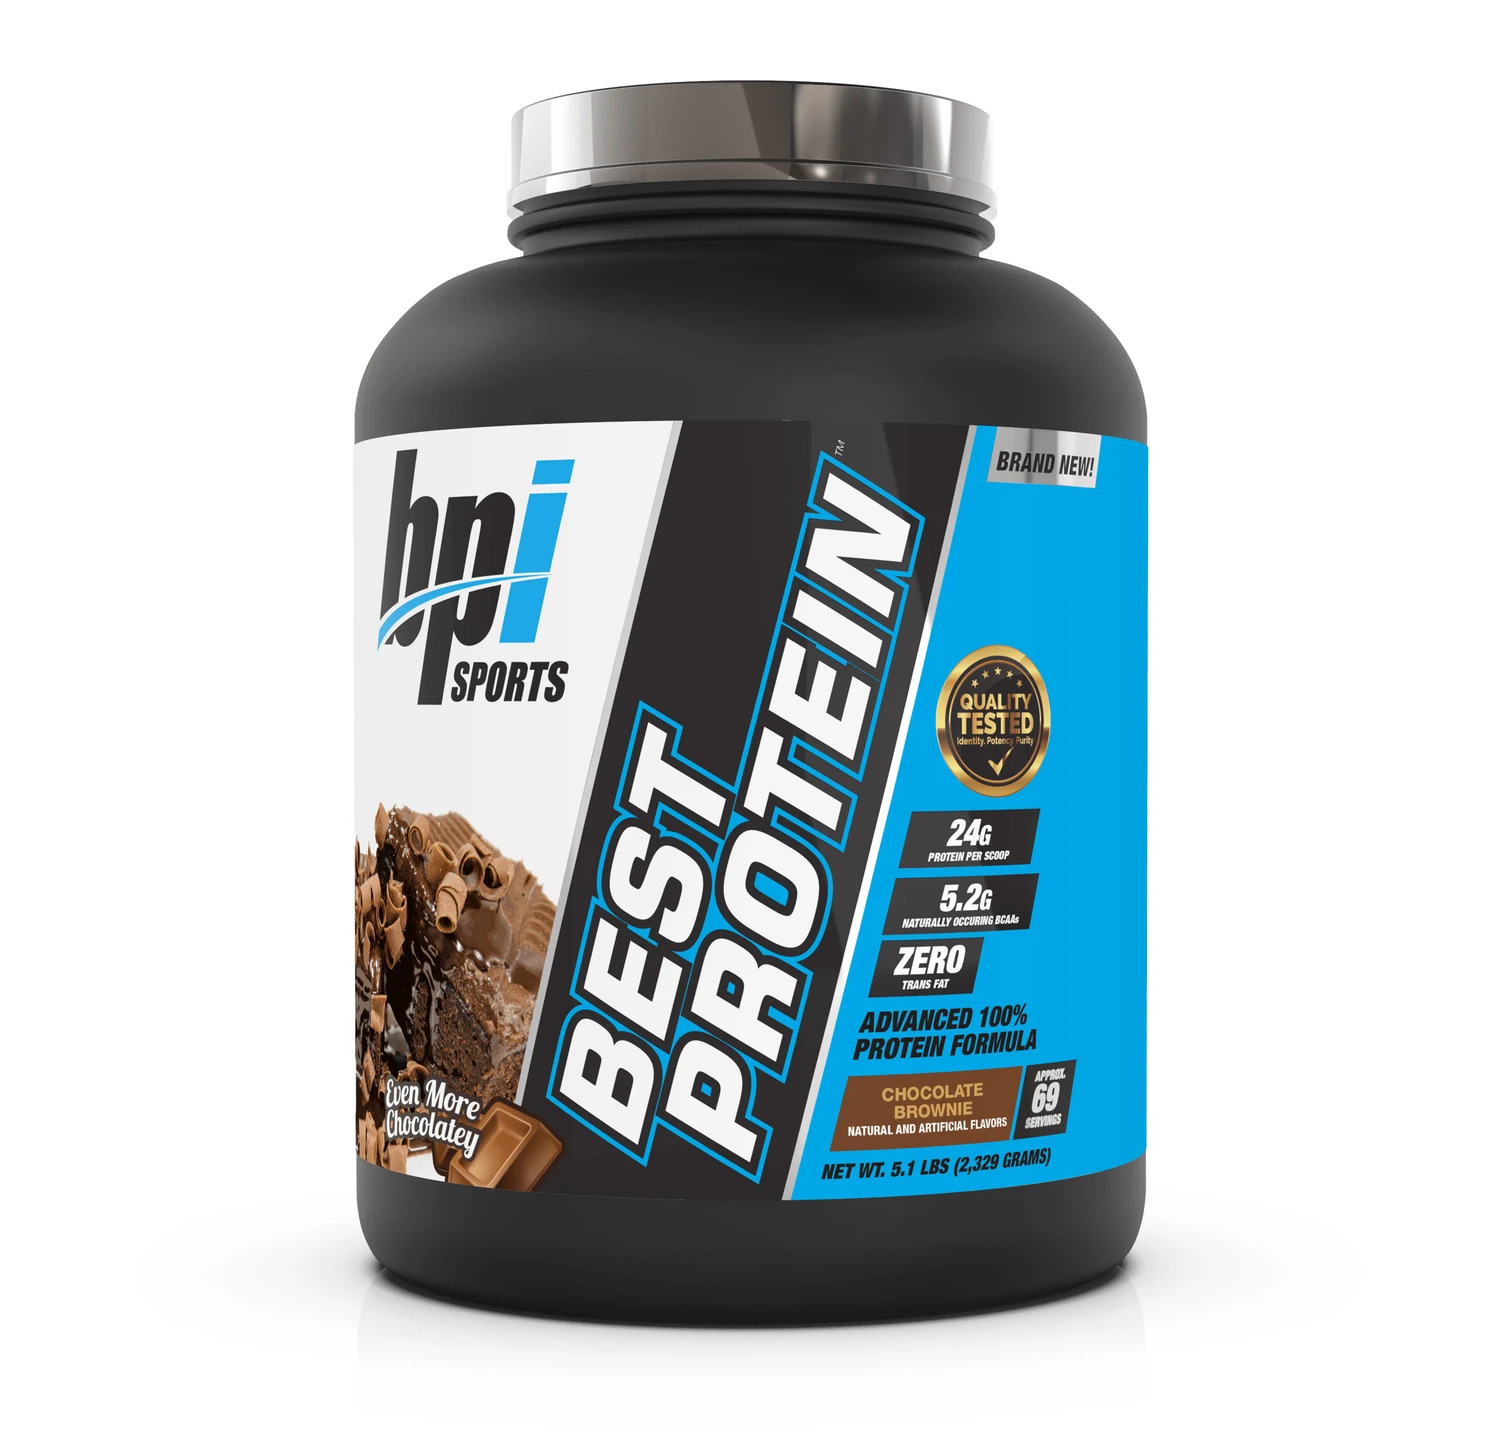 bpi
SPORTS
Even More
Chocolatey
BEST
PROTEIN™
BRAND NEW!
QUALITY
TESTED
Identity. Potency. Purity
24G
PROTEIN PER SCOOP
5.2G
NATURALLY OCCURING BCAAs
ZERO
TRANS FAT
ADVANCED 100%
PROTEIN FORMULA
CHOCOLATE
BROWNIE
NATURAL AND ARTIFICIAL FLAVORS
APPROX.
69
SERVINGS
NET WT. 5.1 LBS (2,329 GRAMS)